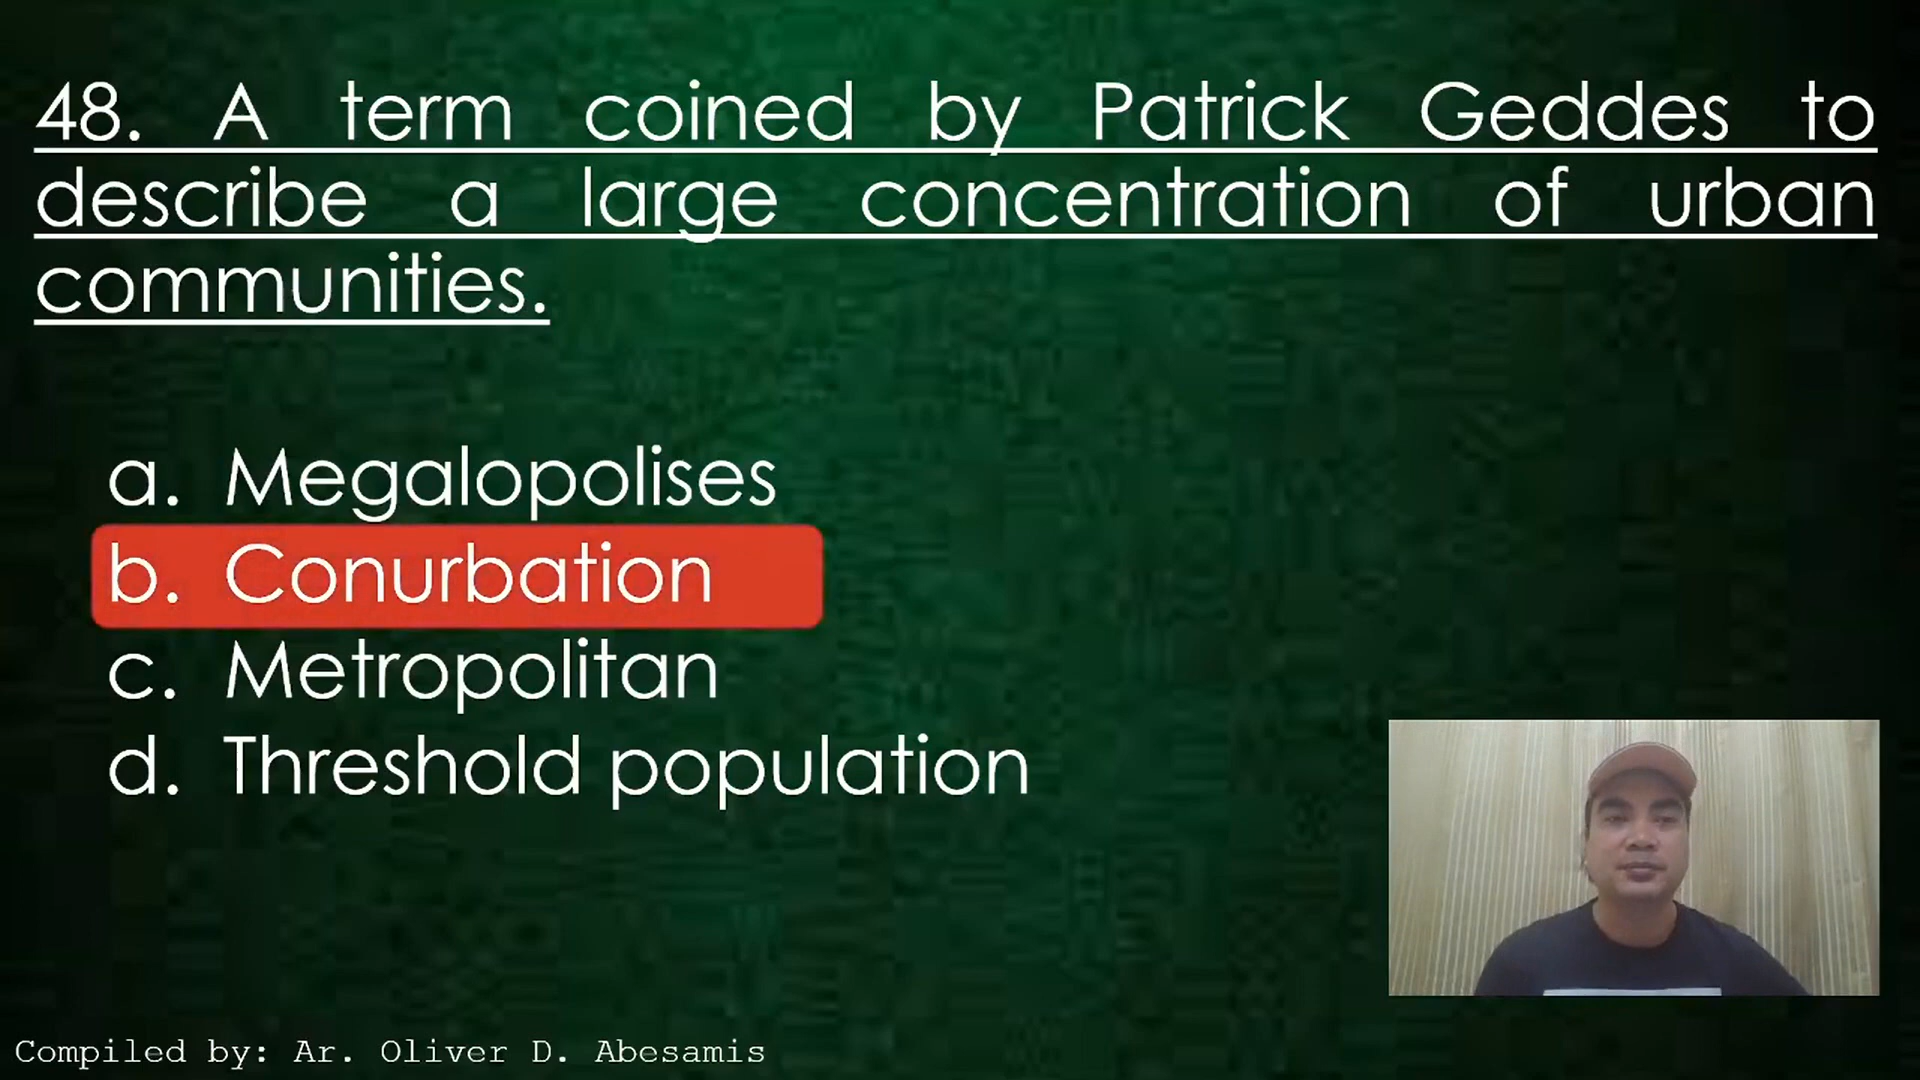 48. A term coined by Patrick Geddes to
describe a large concentration of urban
communities.
a. Megalopolises
b. Conurbation
c. Metropolitan
d. Threshold population
Compiled by: Ar. Oliver D. Abesamis